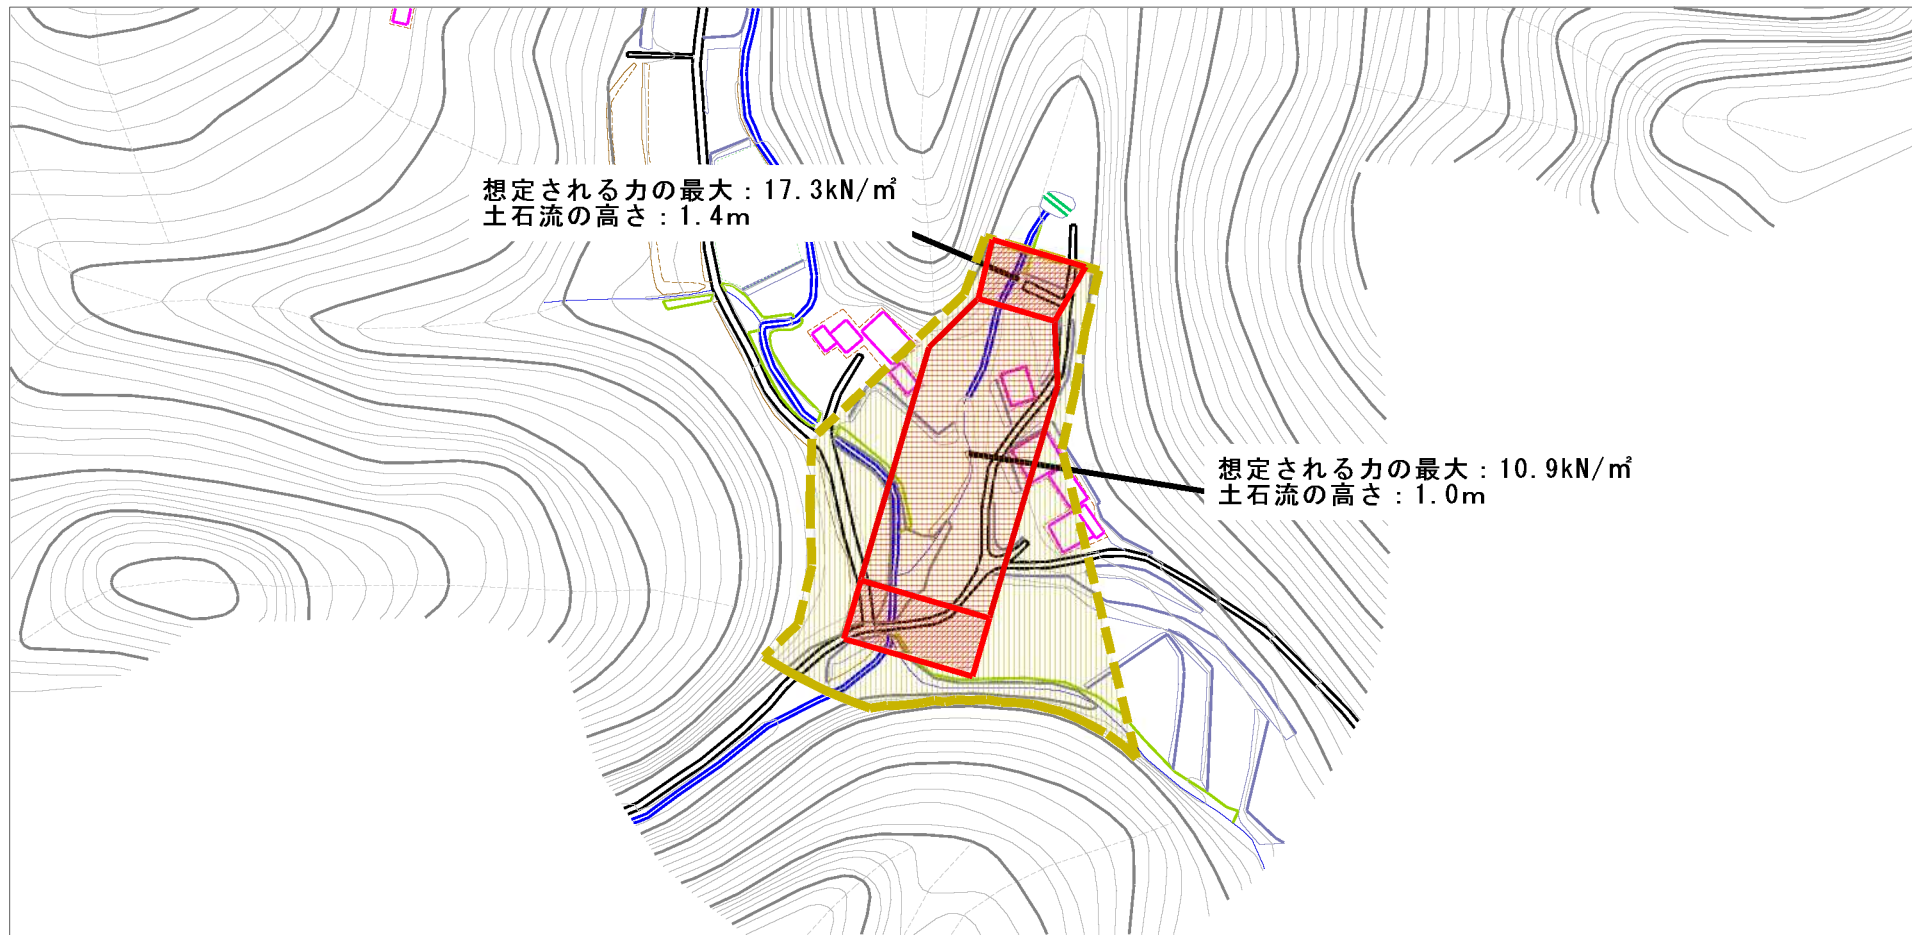 想定される力の最大：17.3kN/㎡
土石流の高さ：1.4m
想定される力の最大：10.9kN/㎡
土石流の高さ：1.0m